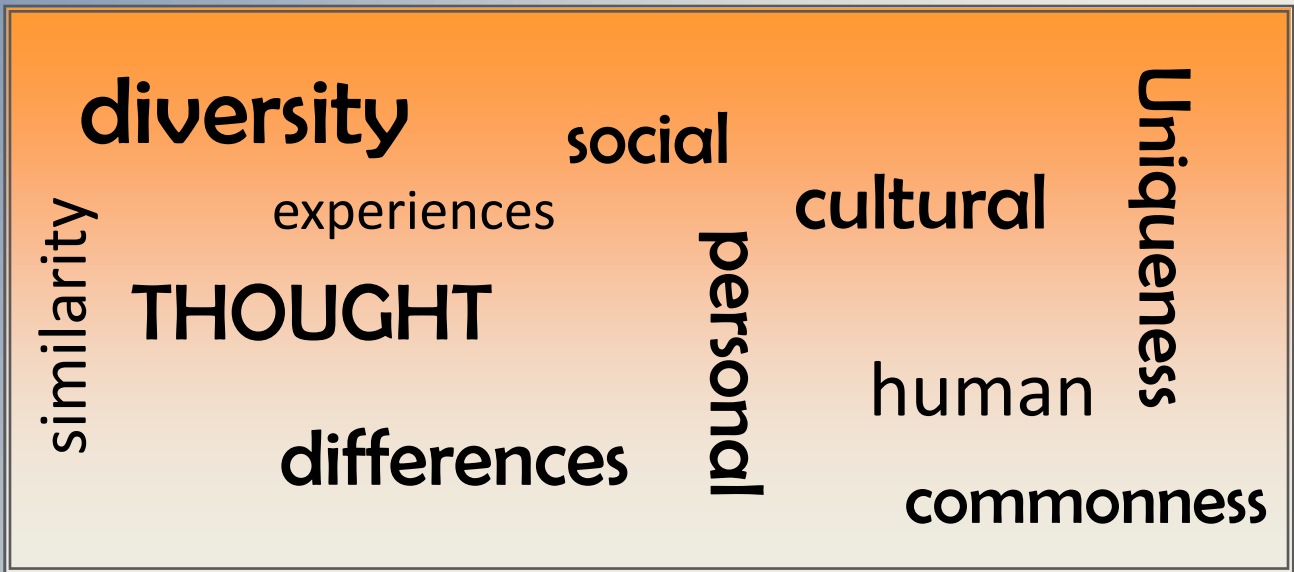 diversity
social
Uniqueness
cultural
experiences
similarity
personal
THOUGHT
human
differences
commonness